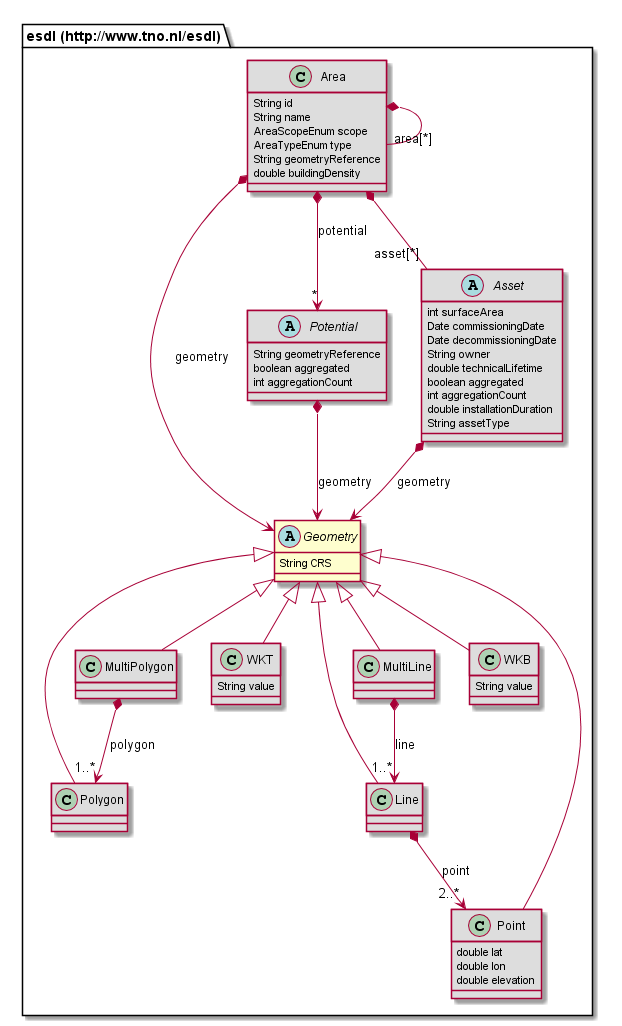 esdl (http://www.tno.nl/esdl)
C Area
String id
String name
AreaScopeEnum scope
AreaTypeEnum type
String geometryReference
double buildingDensity
area[*]
potential
*
asset[*]
geometry
A Potential
String geometryReference
boolean aggregated
int aggregationCount
A Asset
int surfaceArea
Date commissioningDate
Date decommissioningDate
String owner
double technicalLifetime
boolean aggregated
int aggregationCount
double installationDuration
String assetType
geometry
geometry
A Geometry
String CRS
C MultiPolygon
C WKT
String value
C MultiLine
C WKB
String value
polygon
1..*
line
1..*
C Polygon
C Line
point
2..*
C Point
double lat
double lon
double elevation